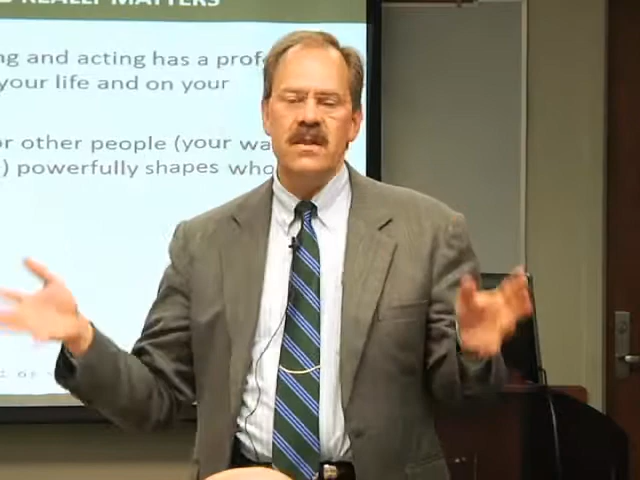 REALLY MATTERS
ng and acting has a prof
your life and on your
or other people (your wa
) powerfully shapes who